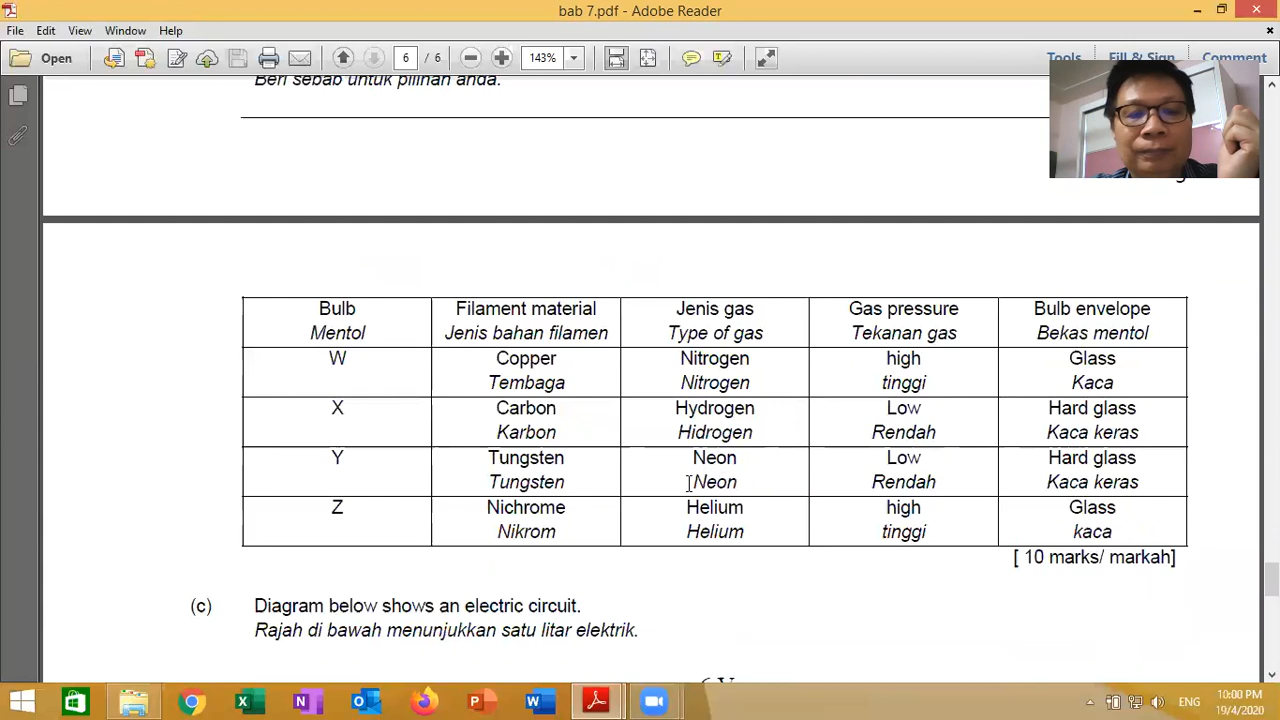 bab 7.pdf - Adobe Reader
File Edit View Window Help
Open 6 / 6 143% Tools Fill & Sign Comment
Beri sebab untuk pilihan anda.
Bulb Filament material Jenis gas Gas pressure Bulb envelope
Mentol Jenis bahan filamen Type of gas Tekanan gas Bekas mentol
W Copper Nitrogen high Glass
Tembaga Nitrogen tinggi Kaca
X Carbon Hydrogen Low Hard glass
Karbon Hidrogen Rendah Kaca keras
Y Tungsten Neon Low Hard glass
Tungsten Neon Rendah Kaca keras
Z Nichrome Helium high Glass
Nikrom Helium tinggi kaca
[ 10 marks/ markah]
(c) Diagram below shows an electric circuit.
Rajah di bawah menunjukkan satu litar elektrik.
6 V
ENG
10:00 PM
19/4/2020